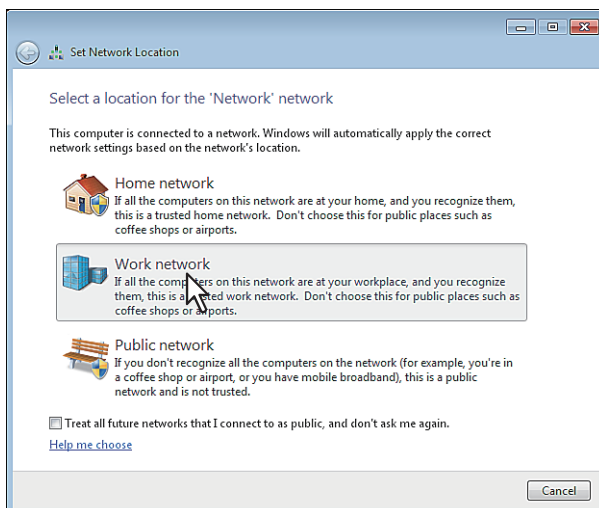 Set Network Location
Select a location for the 'Network' network
This computer is connected to a network. Windows will automatically apply the correct
network settings based on the network's location.
Home network
If all the computers on this network are at your home, and you recognize them,
this is a trusted home network. Don't choose this for public places such as
coffee shops or airports.
Work network
If all the computers on this network are at your workplace, and you recognize
them, this is a trusted work network. Don't choose this for public places such as
coffee shops or airports.
Public network
If you don't recognize all the computers on the network (for example, you're in
a coffee shop or airport, or you have mobile broadband), this is a public
network and is not trusted.
Treat all future networks that I connect to as public, and don't ask me again.
Help me choose
Cancel